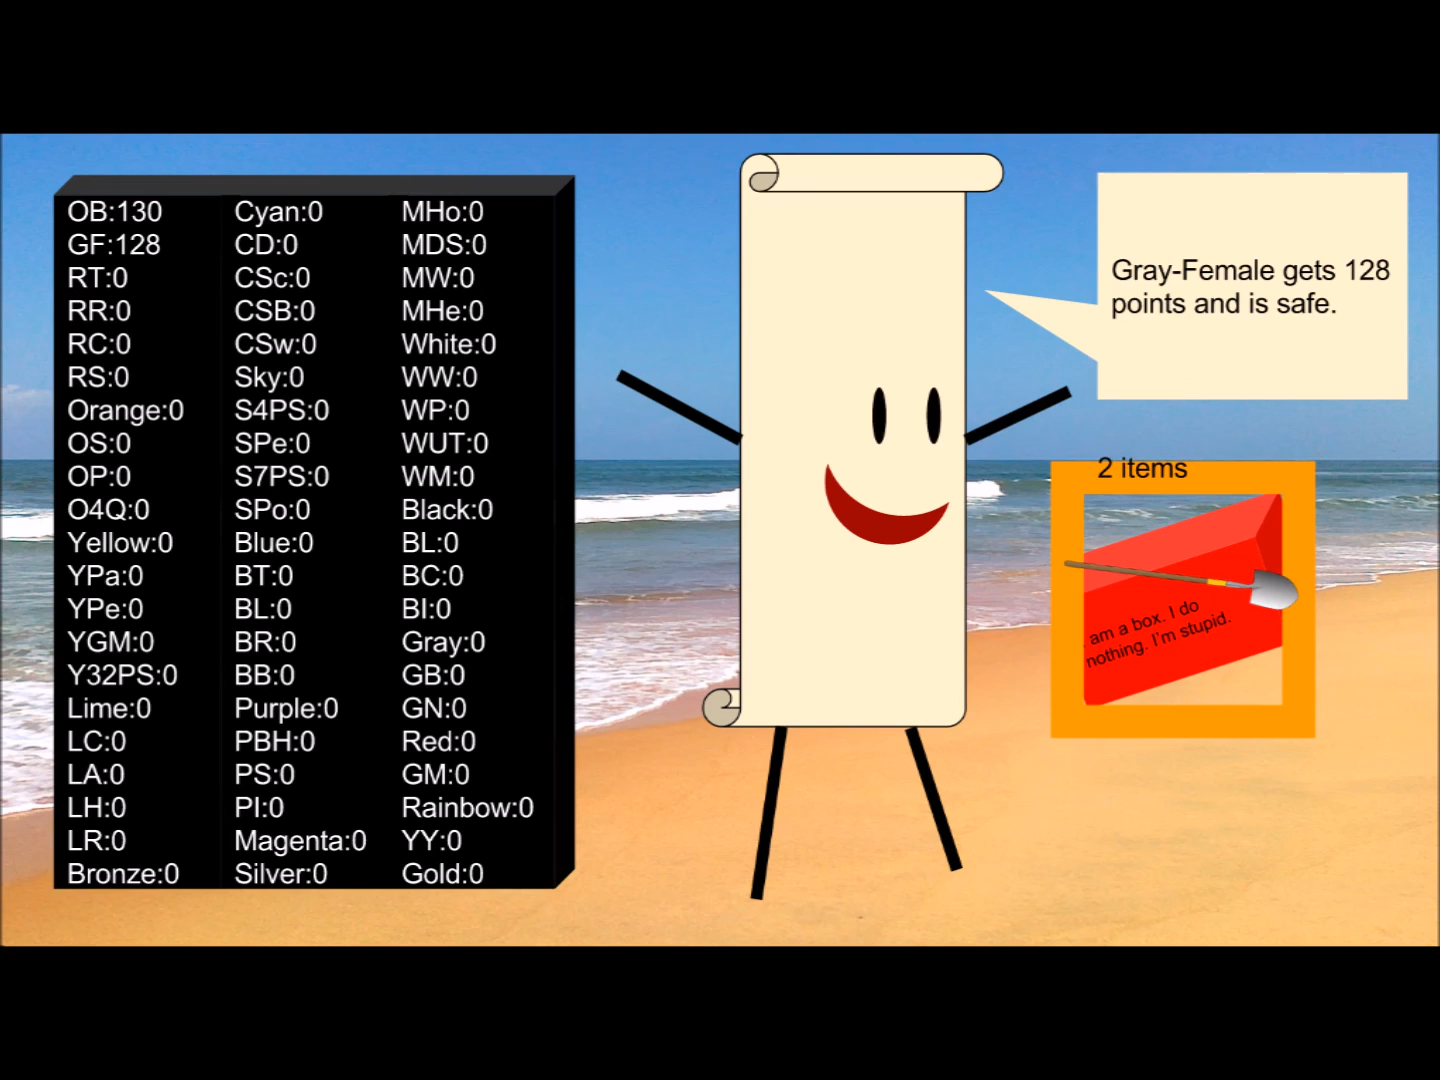 OB:130
GF:128
RT:0
RR:0
RC:0
RS:0
Orange:0
OS:0
OP:0
O4Q:0
Yellow:0
YPa:0
YPe:0
YGM:0
Y32PS:0
Lime:0
LC:0
LA:0
LH:0
LR:0
Bronze:0
Cyan:0
CD:0
CSc:0
CSB:0
CSw:0
Sky:0
S4PS:0
SPe:0
S7PS:0
SPo:0
Blue:0
BT:0
BL:0
BR:0
BB:0
Purple:0
PBH:0
PS:0
PI:0
Magenta:0
Silver:0
MHo:0
MDS:0
MW:0
MHe:0
White:0
WW:0
WP:0
WUT:0
WM:0
Black:0
BL:0
BC:0
BI:0
Gray:0
GB:0
GN:0
Red:0
GM:0
Rainbow:0
YY:0
Gold:0
Gray-Female gets 128
points and is safe.
2 items
am a box. I do
nothing. I'm stupid.